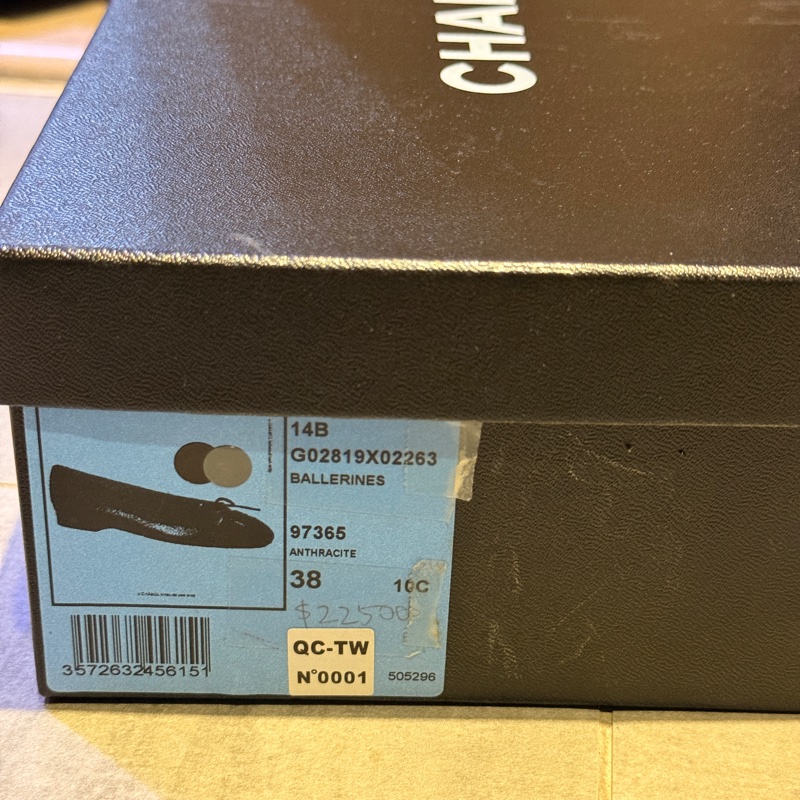 CHA
14B
G02819X02263
BALLERINES
97365
ANTHRACITE
38 10C
$22500
QC-TW
N°0001
3572632456151
505296